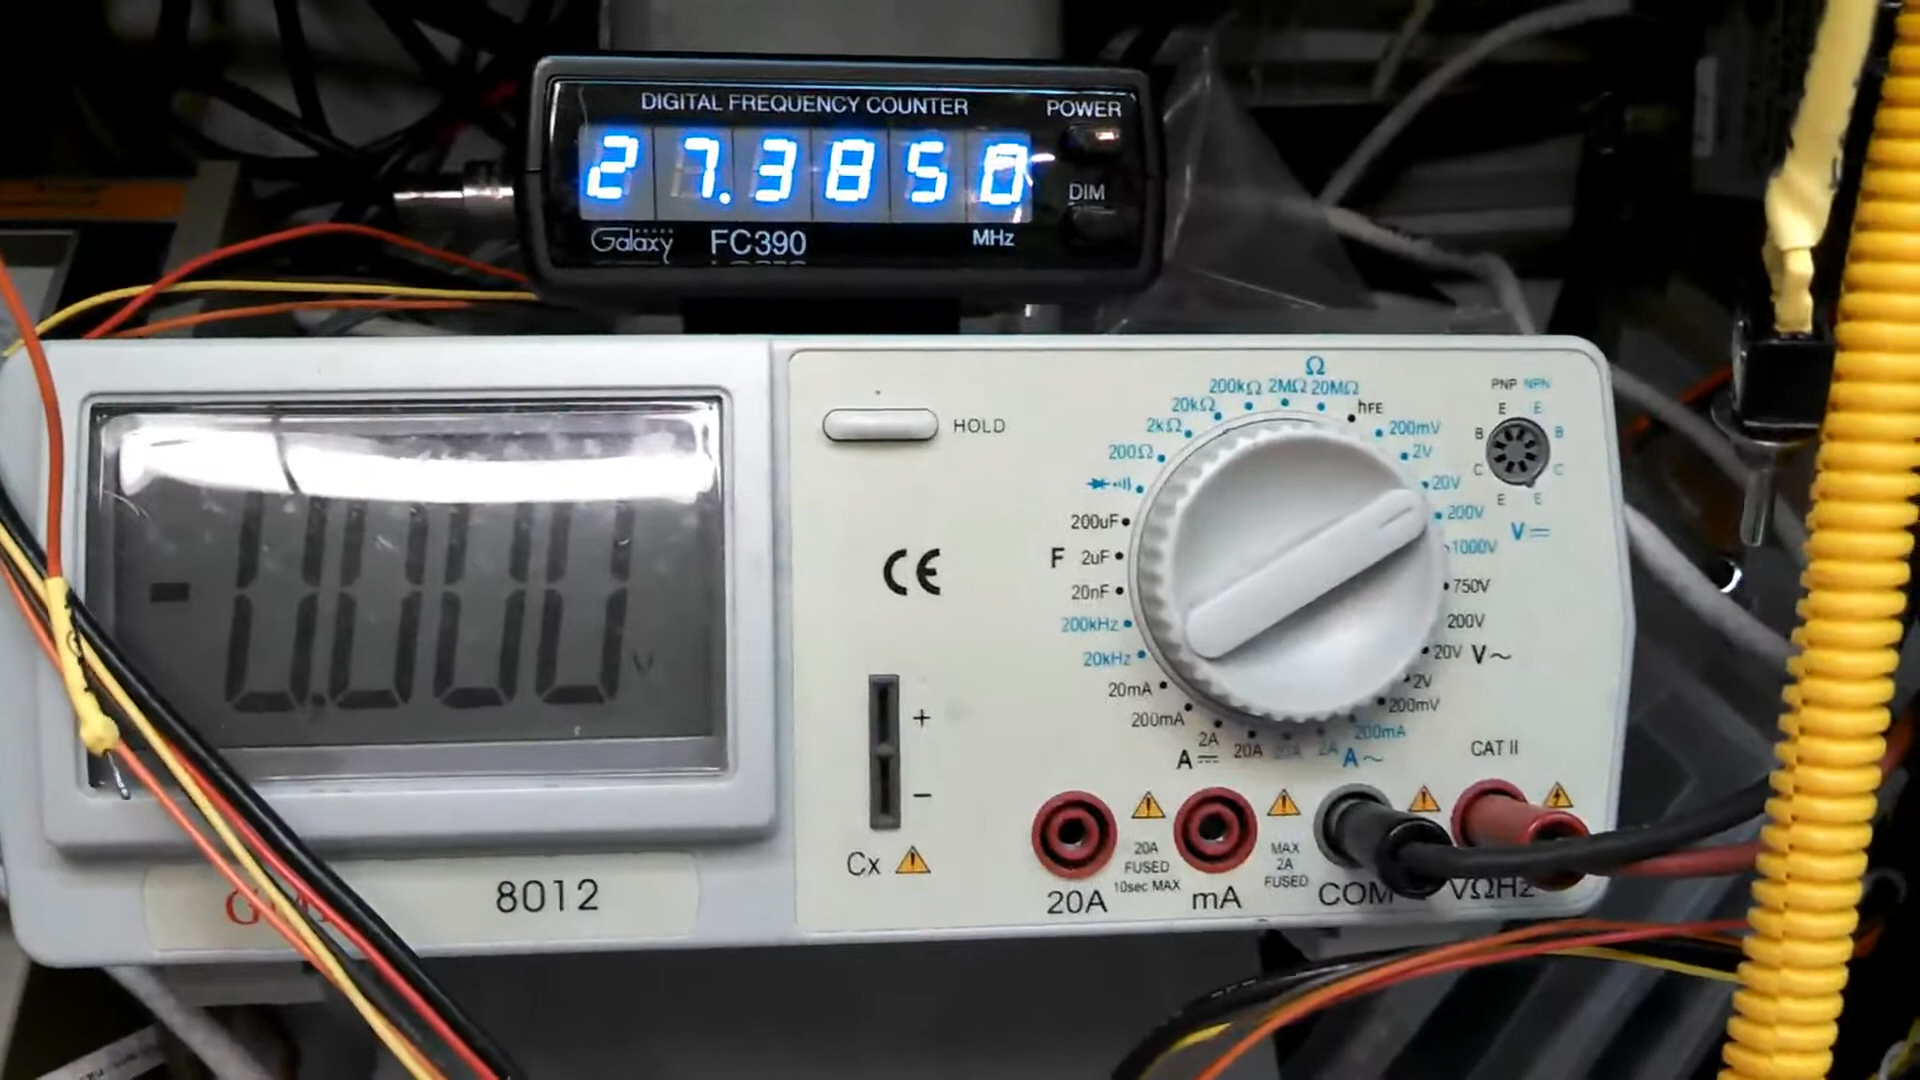 DIGITAL FREQUENCY COUNTER
POWER
27.3850
DIM
Galaxy FC390 MHz
-0.000 V
HOLD
CE
Ω
200Ω 2kΩ 20kΩ 200kΩ 2MΩ 20MΩ
hFE
200mV
2V
20V
200V
1000V
V
750V
200V
20V
2V
200mV
V~
200mA
2A
20A
A~
20A
2A
200mA
20mA
A
20kHz
200kHz
20nF
2uF
200uF
F
PNP NPN
E E
B B
C C
E E
+
−
Cx
CAT II
20A
FUSED
10sec MAX
MAX
2A
FUSED
20A mA COM VΩHz
8012